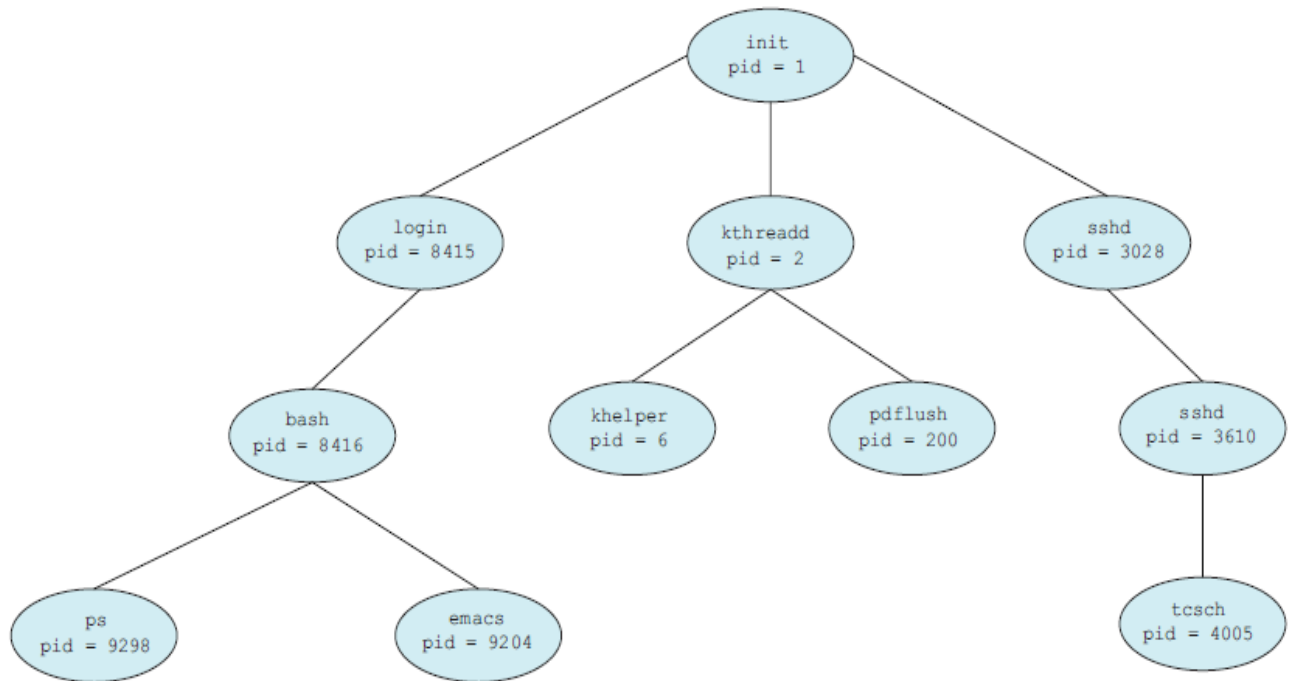 init
pid = 1
login
pid = 8415
kthreadd
pid = 2
sshd
pid = 3028
bash
pid = 8416
khelper
pid = 6
pdflush
pid = 200
sshd
pid = 3610
ps
pid = 9298
emacs
pid = 9204
tcsch
pid = 4005